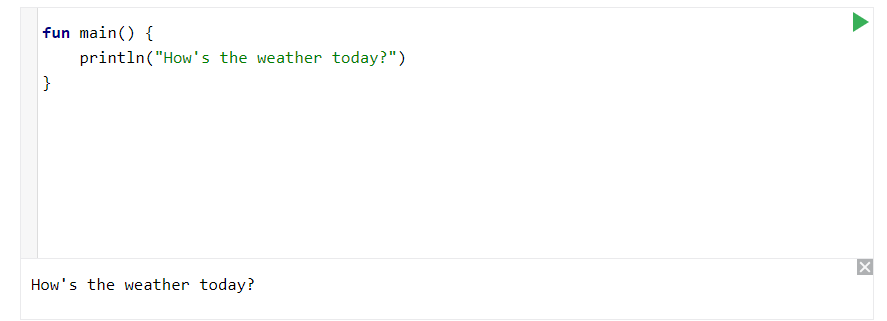 fun main() {
    println("How's the weather today?")
}
How's the weather today?